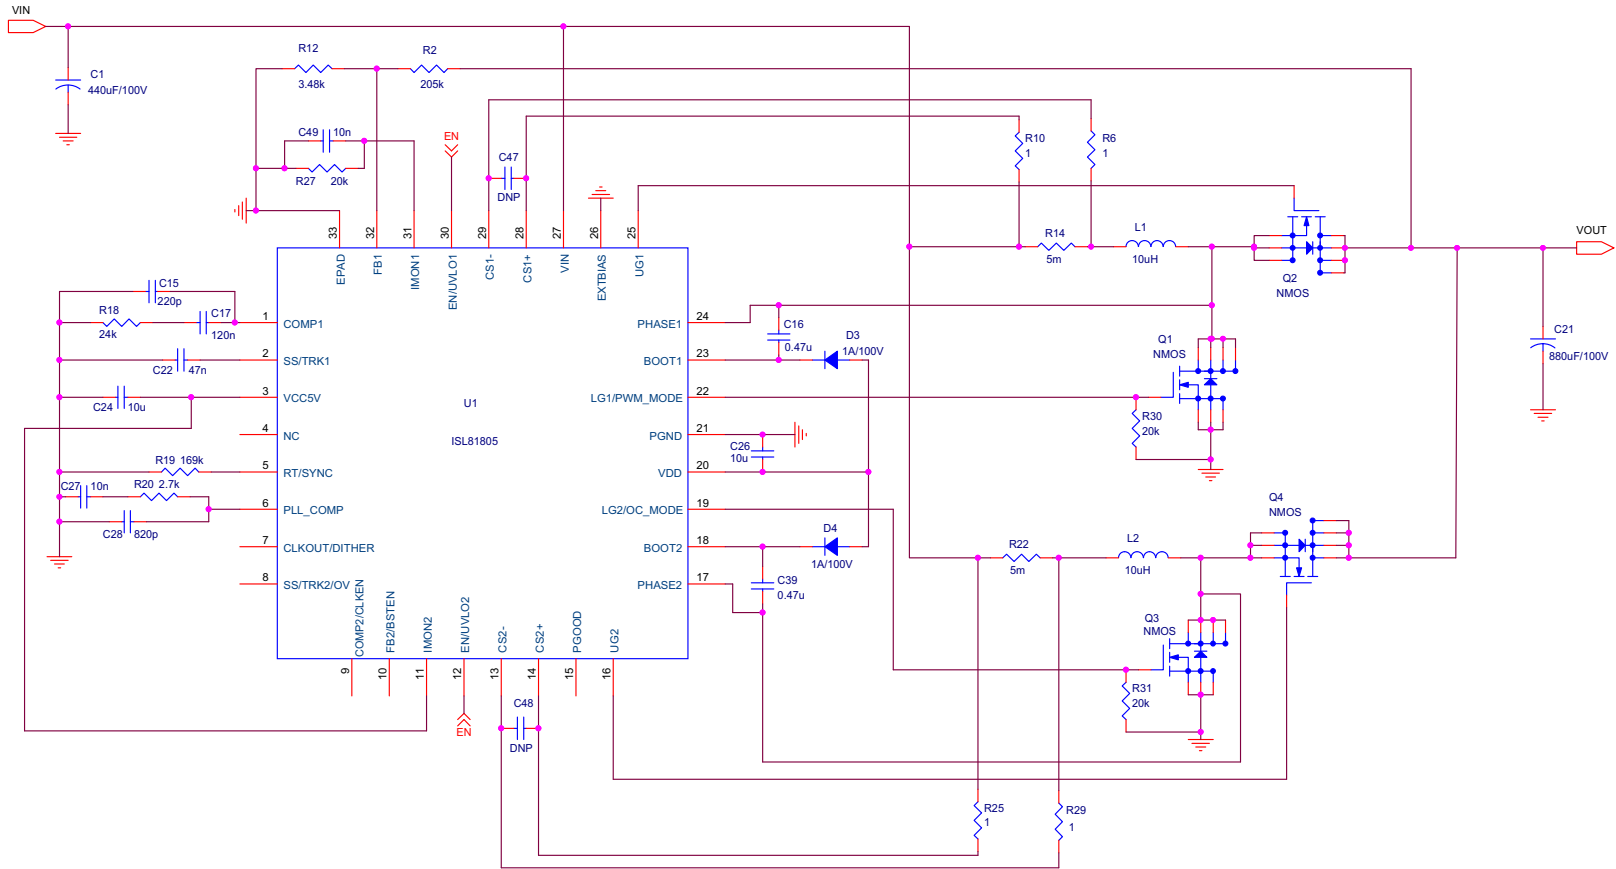 VIN
C1
440uF/100V
R12
3.48k
R2
205k
C49 10n
R27 20k
EN
C47
DNP
R10
1
R6
1
R14
5m
L1
10uH
Q2
NMOS
VOUT
C21
880uF/100V
33
32
31
30
29
28
27
26
25
EPAD
FB1
IMON1
EN/UVLO1
CS1-
CS1+
VIN
EXTBIAS
UG1
C15
220p
R18
24k
C17
120n
C22 47n
C24 10u
R19 169k
C27 10n
R20 2.7k
C28 820p
1 COMP1
2 SS/TRK1
3 VCC5V
4 NC
5 RT/SYNC
6 PLL_COMP
7 CLKOUT/DITHER
8 SS/TRK2/OV
U1
ISL81805
PHASE1 24
BOOT1 23
LG1/PWM_MODE 22
PGND 21
VDD 20
LG2/OC_MODE 19
BOOT2 18
PHASE2 17
C16
0.47u
D3
1A/100V
C26
10u
D4
1A/100V
C39
0.47u
Q1
NMOS
R30
20k
Q4
NMOS
R22
5m
L2
10uH
Q3
NMOS
R31
20k
COMP2/CLKEN
FB2/BSTEN
IMON2
EN/UVLO2
CS2-
CS2+
PGOOD
UG2
9
10
11
12
13
14
15
16
EN
C48
DNP
R25
1
R29
1